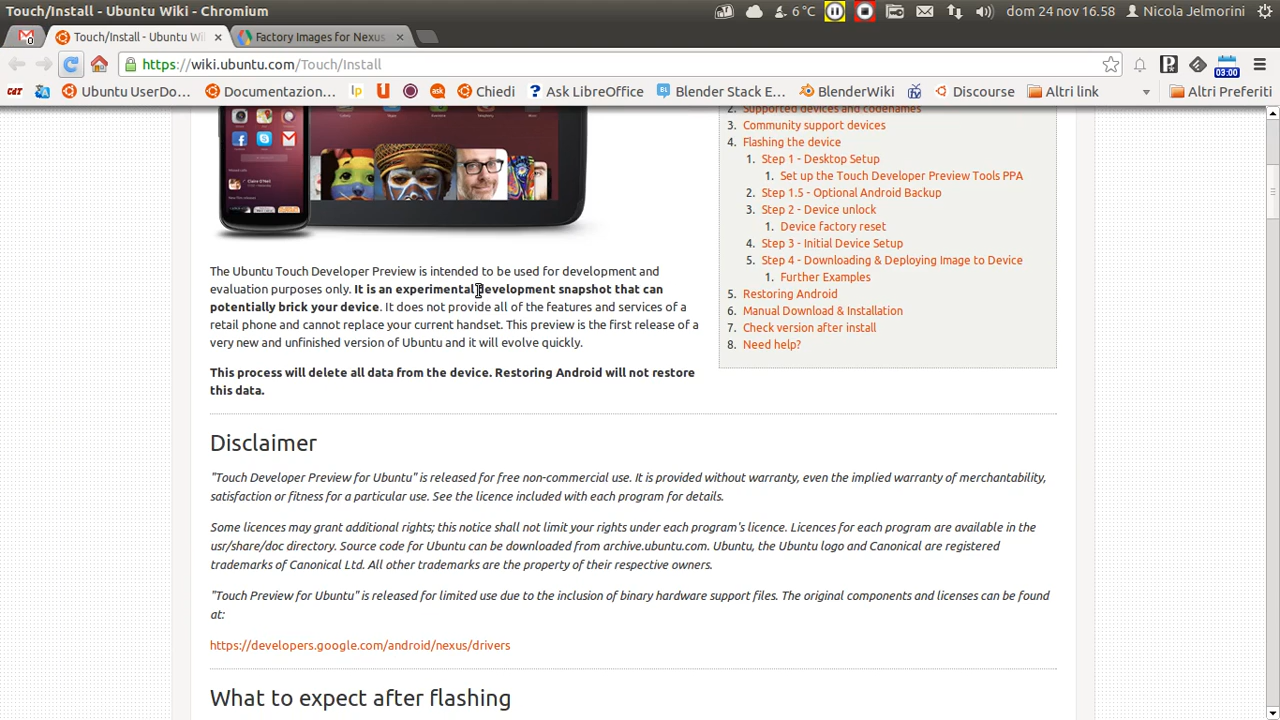 Touch/Install - Ubuntu Wiki - Chromium
6 °C
dom 24 nov 16.58
Nicola Jelmorini
0
Touch/Install - Ubuntu Wi
Factory Images for Nexus
https://wiki.ubuntu.com/Touch/Install
03:00
CAT
Ubuntu UserDo...
Documentazion...
lp
U
ask
Chiedi
? Ask LibreOffice
Blender Stack E...
BlenderWiki
Discourse
Altri link
Altri Preferiti
2. Supported devices and codenames
3. Community support devices
4. Flashing the device
1. Step 1 - Desktop Setup
1. Set up the Touch Developer Preview Tools PPA
2. Step 1.5 - Optional Android Backup
3. Step 2 - Device unlock
1. Device factory reset
4. Step 3 - Initial Device Setup
5. Step 4 - Downloading & Deploying Image to Device
1. Further Examples
5. Restoring Android
6. Manual Download & Installation
7. Check version after install
8. Need help?
The Ubuntu Touch Developer Preview is intended to be used for development and
evaluation purposes only. It is an experimental development snapshot that can
potentially brick your device. It does not provide all of the features and services of a
retail phone and cannot replace your current handset. This preview is the first release of a
very new and unfinished version of Ubuntu and it will evolve quickly.
This process will delete all data from the device. Restoring Android will not restore
this data.
Disclaimer
"Touch Developer Preview for Ubuntu" is released for free non-commercial use. It is provided without warranty, even the implied warranty of merchantability,
satisfaction or fitness for a particular use. See the licence included with each program for details.
Some licences may grant additional rights; this notice shall not limit your rights under each program's licence. Licences for each program are available in the
usr/share/doc directory. Source code for Ubuntu can be downloaded from archive.ubuntu.com. Ubuntu, the Ubuntu logo and Canonical are registered
trademarks of Canonical Ltd. All other trademarks are the property of their respective owners.
"Touch Preview for Ubuntu" is released for limited use due to the inclusion of binary hardware support files. The original components and licenses can be found
at:
https://developers.google.com/android/nexus/drivers
What to expect after flashing